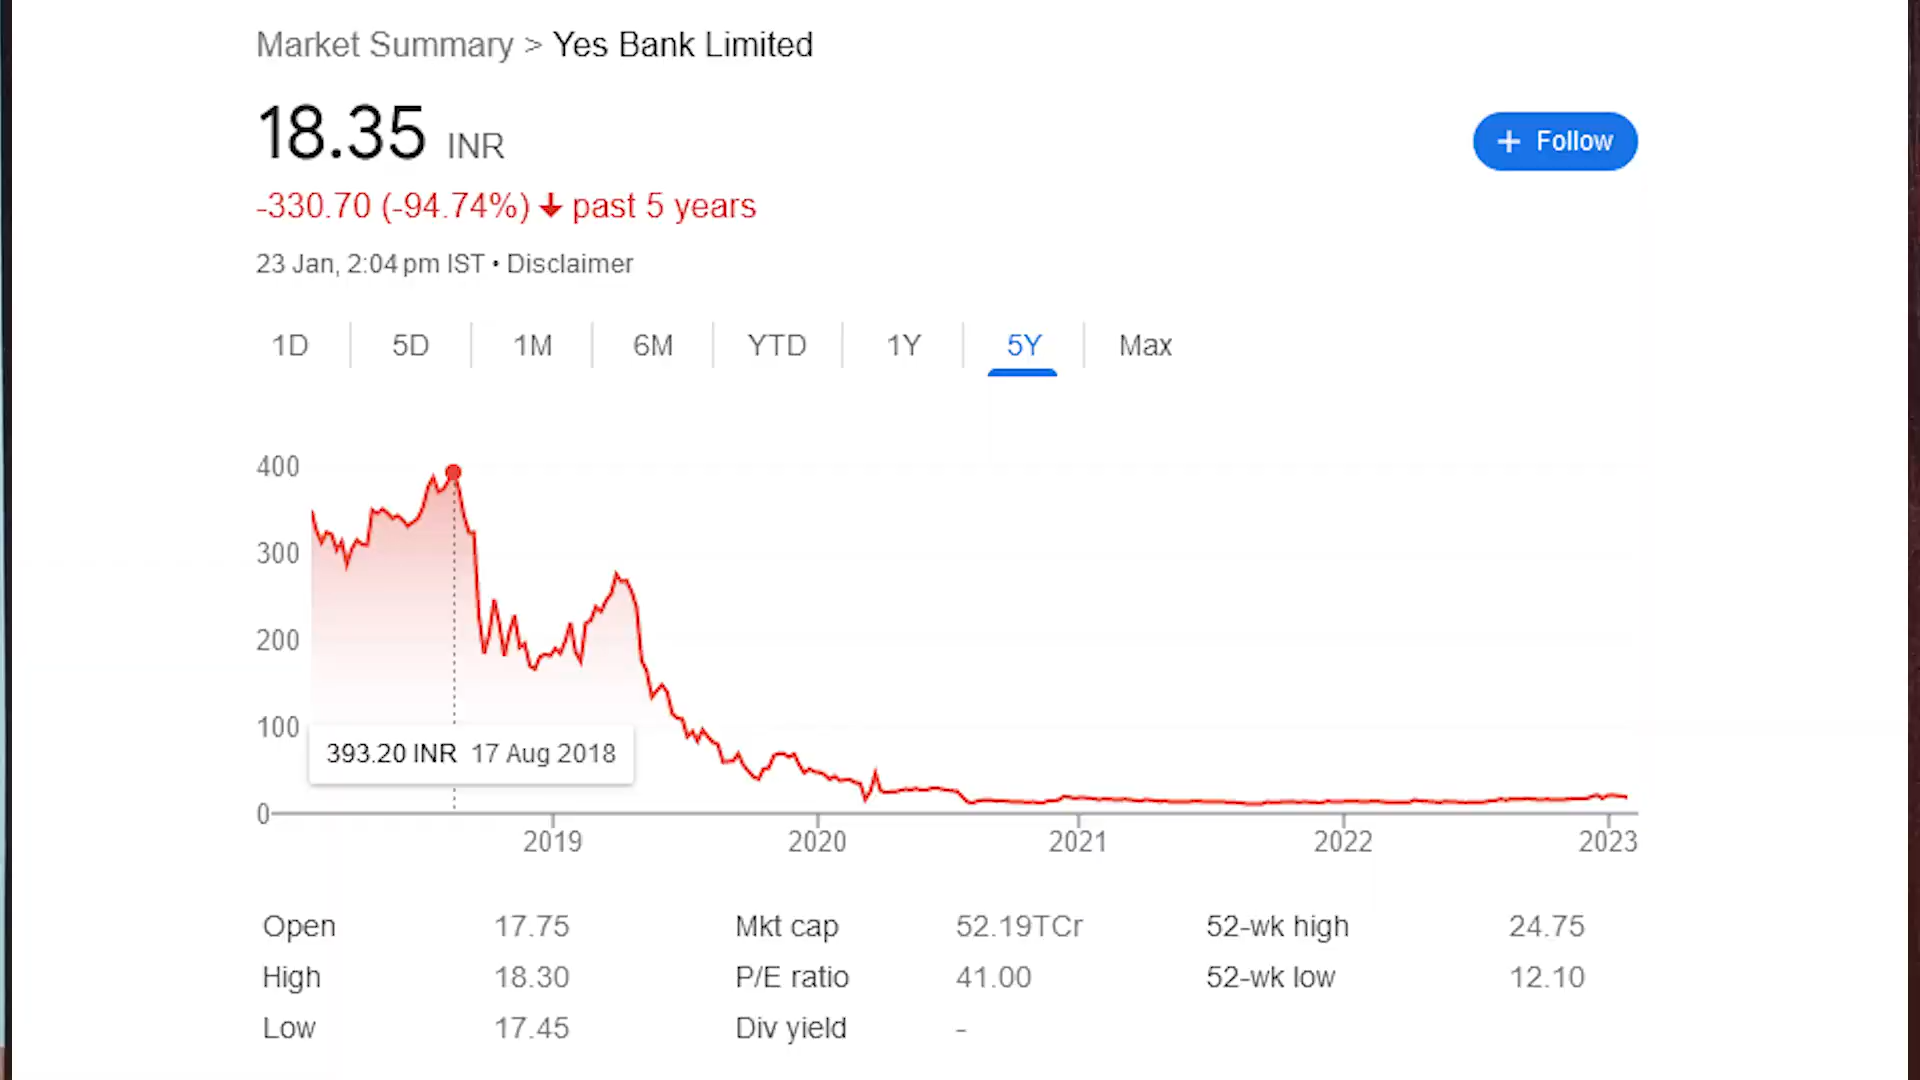 Market Summary > Yes Bank Limited
18.35 INR
+ Follow
-330.70 (-94.74%) ↓ past 5 years
23 Jan, 2:04 pm IST • Disclaimer
1D 5D 1M 6M YTD 1Y 5Y Max
400
300
200
100
393.20 INR 17 Aug 2018
0
2019 2020 2021 2022 2023
Open 17.75 Mkt cap 52.19TCr 52-wk high 24.75
High 18.30 P/E ratio 41.00 52-wk low 12.10
Low 17.45 Div yield -